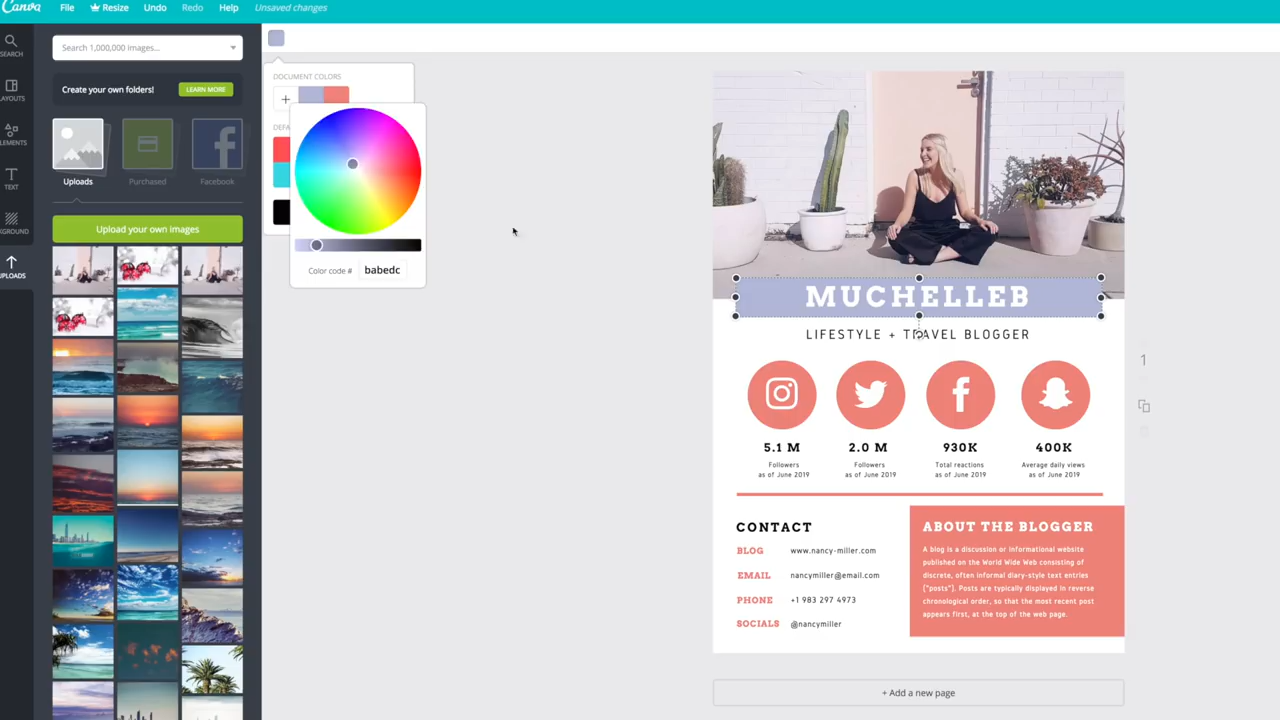 Canva File Resize Undo Redo Help Unsaved changes
SEARCH
LAYOUTS
ELEMENTS
TEXT
KGROUND
UPLOADS
Search 1,000,000 images...
Create your own folders! LEARN MORE
Uploads Purchased Facebook
Upload your own images
DOCUMENT COLORS
DEFA
Color code # babedc
MUCHELLEB
LIFESTYLE + TRAVEL BLOGGER
5.1 M 2.0 M 930K 400K
Followers Followers Total reactions Average daily views
as of June 2019 as of June 2019 as of June 2019 as of June 2019
CONTACT
BLOG www.nancy-miller.com
EMAIL nancymiller@email.com
PHONE +1 983 297 4973
SOCIALS @nancymiller
ABOUT THE BLOGGER
A blog is a discussion or informational website
published on the World Wide Web consisting of
discrete, often informal diary-style text entries
("posts"). Posts are typically displayed in reverse
chronological order, so that the most recent post
appears first, at the top of the web page.
1
+ Add a new page